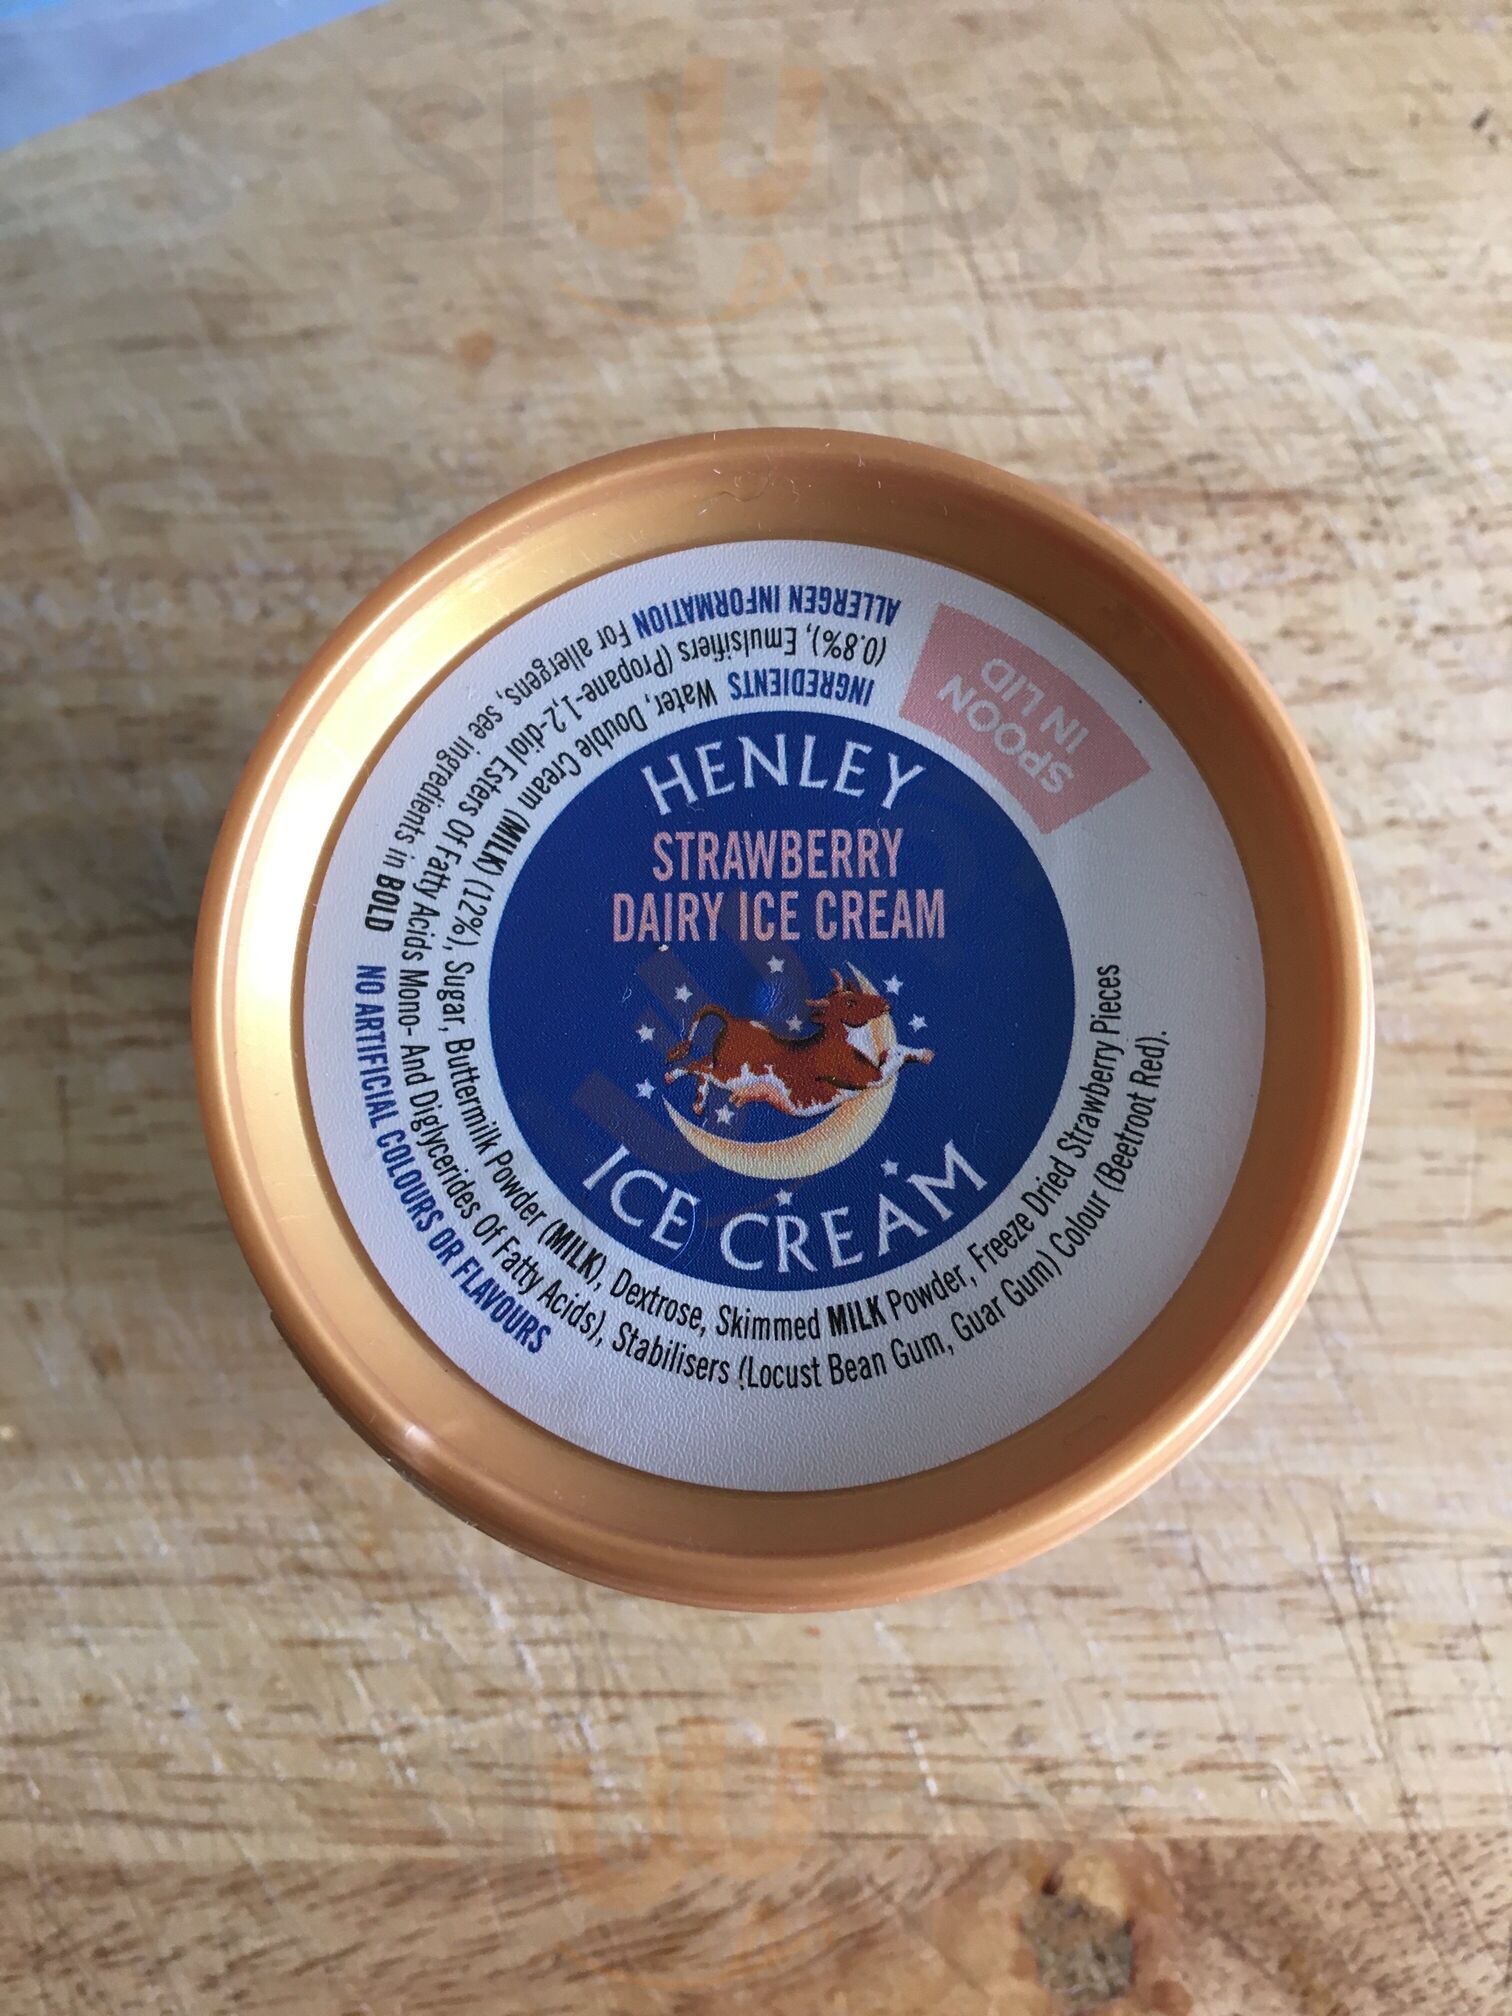 HENLEY
STRAWBERRY
DAIRY ICE CREAM
ICE CREAM
SPOON
IN LID
INGREDIENTS Water, Double Cream (MILK) (12%), Sugar, Buttermilk Powder (MILK), Dextrose, Skimmed MILK Powder, Freeze Dried Strawberry Pieces
(0.8%), Emulsifiers (Propane-1,2-diol Esters Of Fatty Acids Mono- And Diglycerides Of Fatty Acids), Stabilisers (Locust Bean Gum, Guar Gum) Colour (Beetroot Red).
ALLERGEN INFORMATION For allergens, see ingredients in BOLD NO ARTIFICIAL COLOURS OR FLAVOURS
Sluurpy